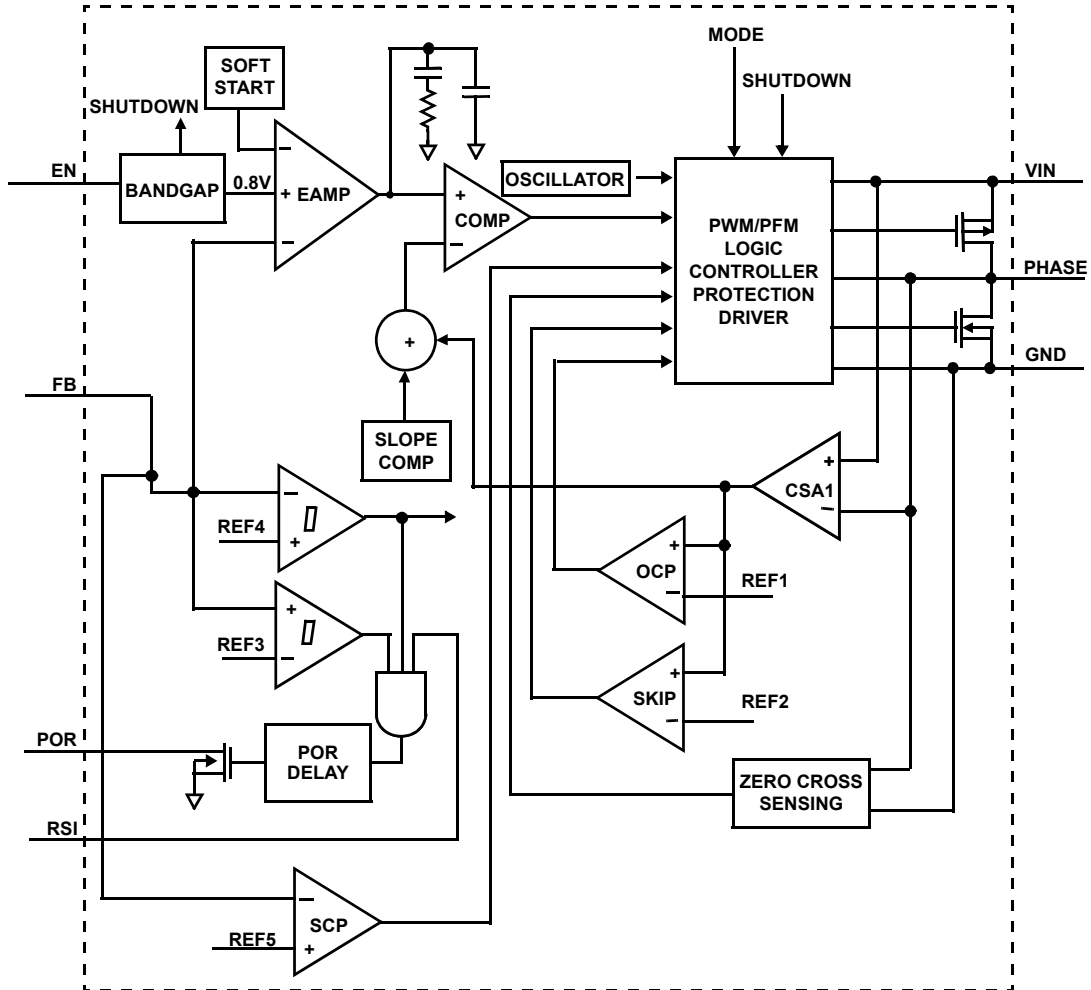 MODE
SOFT
START
SHUTDOWN
SHUTDOWN
EN
BANDGAP
0.8V
−
+ EAMP
−
+
COMP
−
OSCILLATOR
PWM/PFM
LOGIC
CONTROLLER
PROTECTION
DRIVER
VIN
PHASE
GND
+
FB
SLOPE
COMP
−
REF4
+
+
CSA1
−
+
OCP
−
REF1
+
REF3
−
+
SKIP
−
REF2
POR
POR
DELAY
ZERO CROSS
SENSING
RSI
−
SCP
REF5
+